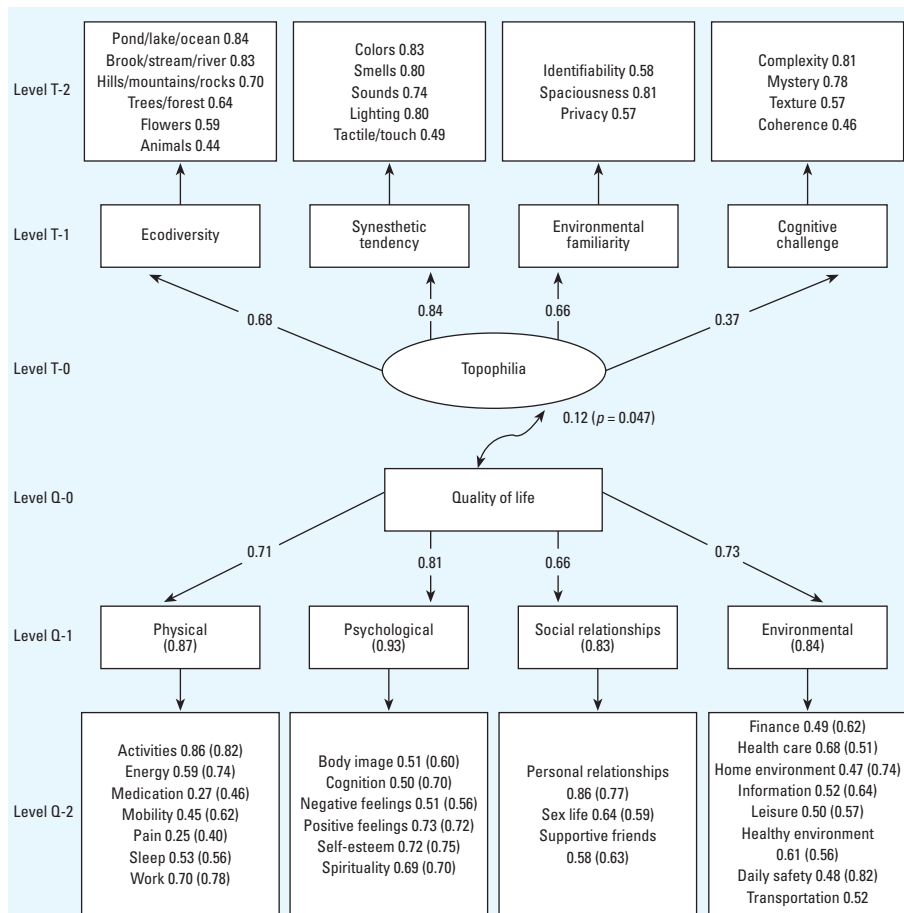 Level T-2
Pond/lake/ocean 0.84
Brook/stream/river 0.83
Hills/mountains/rocks 0.70
Trees/forest 0.64
Flowers 0.59
Animals 0.44
Colors 0.83
Smells 0.80
Sounds 0.74
Lighting 0.80
Tactile/touch 0.49
Identifiability 0.58
Spaciousness 0.81
Privacy 0.57
Complexity 0.81
Mystery 0.78
Texture 0.57
Coherence 0.46
Level T-1
Ecodiversity
Synesthetic
tendency
Environmental
familiarity
Cognitive
challenge
0.68
0.84
0.66
0.37
Level T-0
Topophilia
0.12 (p = 0.047)
Level Q-0
Quality of life
0.71
0.81
0.66
0.73
Level Q-1
Physical
(0.87)
Psychological
(0.93)
Social relationships
(0.83)
Environmental
(0.84)
Level Q-2
Activities 0.86 (0.82)
Energy 0.59 (0.74)
Medication 0.27 (0.46)
Mobility 0.45 (0.62)
Pain 0.25 (0.40)
Sleep 0.53 (0.56)
Work 0.70 (0.78)
Body image 0.51 (0.60)
Cognition 0.50 (0.70)
Negative feelings 0.51 (0.56)
Positive feelings 0.73 (0.72)
Self-esteem 0.72 (0.75)
Spirituality 0.69 (0.70)
Personal relationships
0.86 (0.77)
Sex life 0.64 (0.59)
Supportive friends
0.58 (0.63)
Finance 0.49 (0.62)
Health care 0.68 (0.51)
Home environment 0.47 (0.74)
Information 0.52 (0.64)
Leisure 0.50 (0.57)
Healthy environment
0.61 (0.56)
Daily safety 0.48 (0.82)
Transportation 0.52